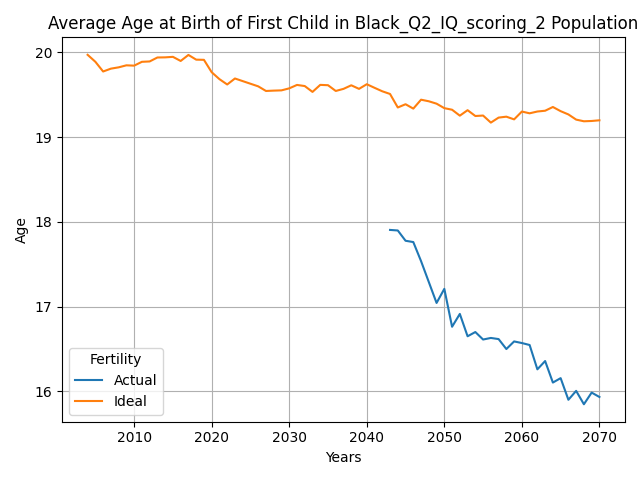 Average Age at Birth of First Child in Black_Q2_IQ_scoring_2 Population
20
19
18
17
16
Age
Fertility
Actual
Ideal
2010 2020 2030 2040 2050 2060 2070
Years